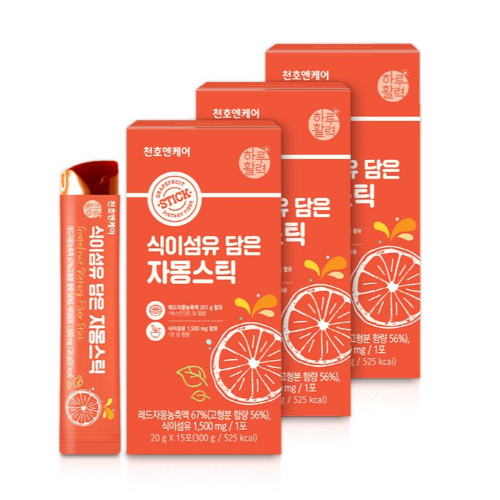 천호엔케어
하루
활력
천호엔케어
하루
활력
담은
스틱
천호엔케어
하루
활력
GRAPEFRUIT
STICK
DIETARY FIBER
식이섬유 담은
자몽스틱
레드자몽농축액 201 g 함유
식이섬유 1,500 mg 함유
레드자몽농축액 67%(고형분 함량 56%),
식이섬유 1,500 mg / 1포
20 g X 15포(300 g / 525 kcal)
고형분 함량 56%),
/ 1포
/ 525 kcal)
고형분 함량 56%),
/ 1포
/ 525 kcal)
천호엔케어
식이섬유 담은 자몽스틱
Grapefruit Dietary Fiber Stick